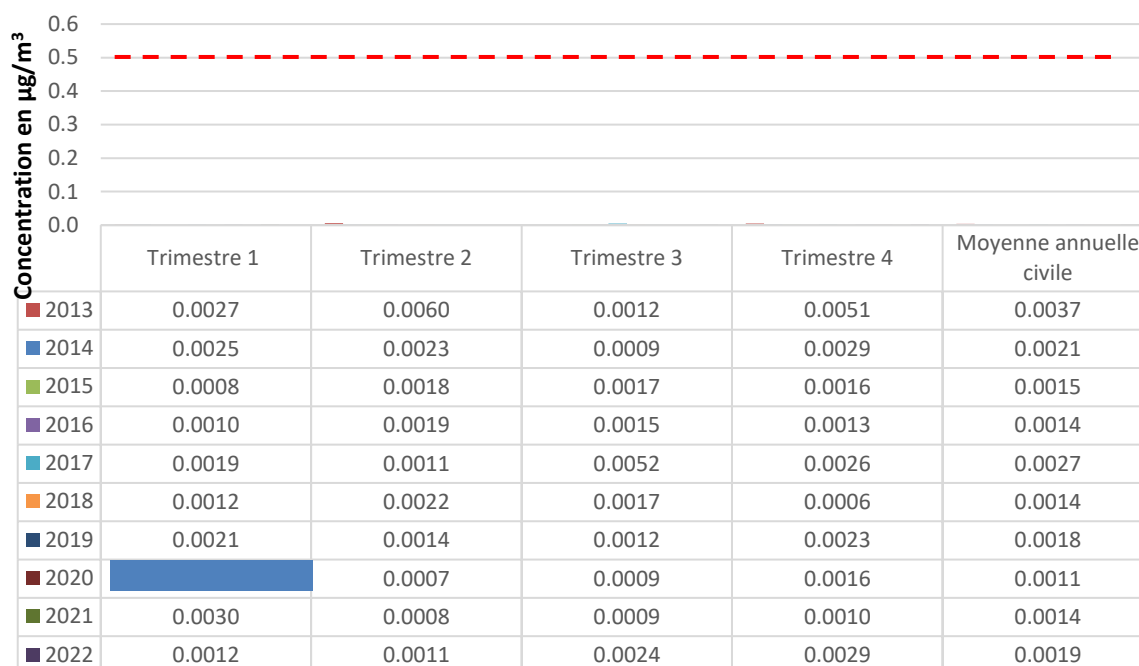 Concentration en µg/m³
0.6
0.5
0.4
0.3
0.2
0.1
0.0
Trimestre 1 Trimestre 2 Trimestre 3 Trimestre 4 Moyenne annuelle
civile
2013 0.0027 0.0060 0.0012 0.0051 0.0037
2014 0.0025 0.0023 0.0009 0.0029 0.0021
2015 0.0008 0.0018 0.0017 0.0016 0.0015
2016 0.0010 0.0019 0.0015 0.0013 0.0014
2017 0.0019 0.0011 0.0052 0.0026 0.0027
2018 0.0012 0.0022 0.0017 0.0006 0.0014
2019 0.0021 0.0014 0.0012 0.0023 0.0018
2020 0.0007 0.0009 0.0016 0.0011
2021 0.0030 0.0008 0.0009 0.0010 0.0014
2022 0.0012 0.0011 0.0024 0.0029 0.0019